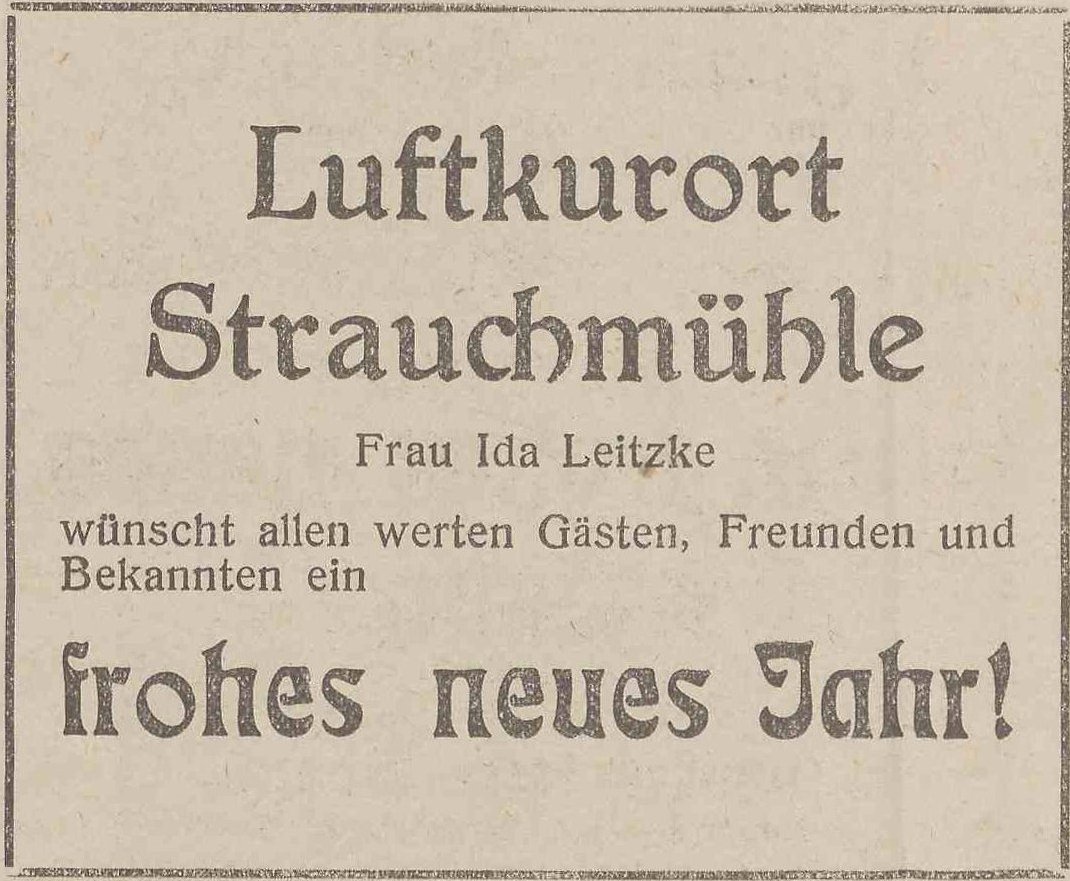 Luftkurort
Strauchmühle
Frau Ida Leitzke
wünscht allen werten Gästen, Freunden und
Bekannten ein
frohes neues Jahr!